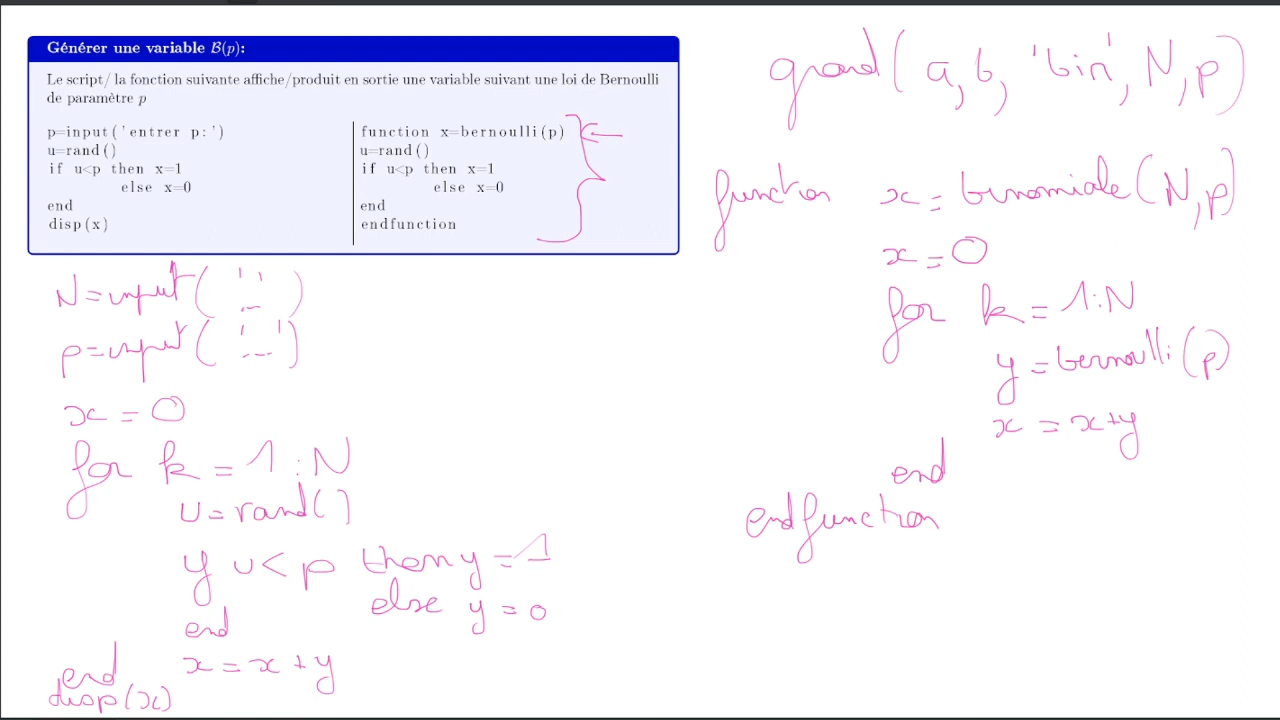 Générer une variable B(p):
Le script/ la fonction suivante affiche/produit en sortie une variable suivant une loi de Bernoulli
de paramètre p
p=input('entrer p:')
u=rand()
if u<p then x=1
else x=0
end
disp(x)
function x=bernoulli(p)
u=rand()
if u<p then x=1
else x=0
end
endfunction
N=input('...')
p=input('...')
x=0
for k=1:N
u=rand()
if u<p then y=1
else y=0
end
x=x+y
end
disp(x)
grand(a,b,'bin',N,p)
function x=binomiale(N,p)
x=0
for k=1:N
y=bernoulli(p)
x=x+y
end
endfunction